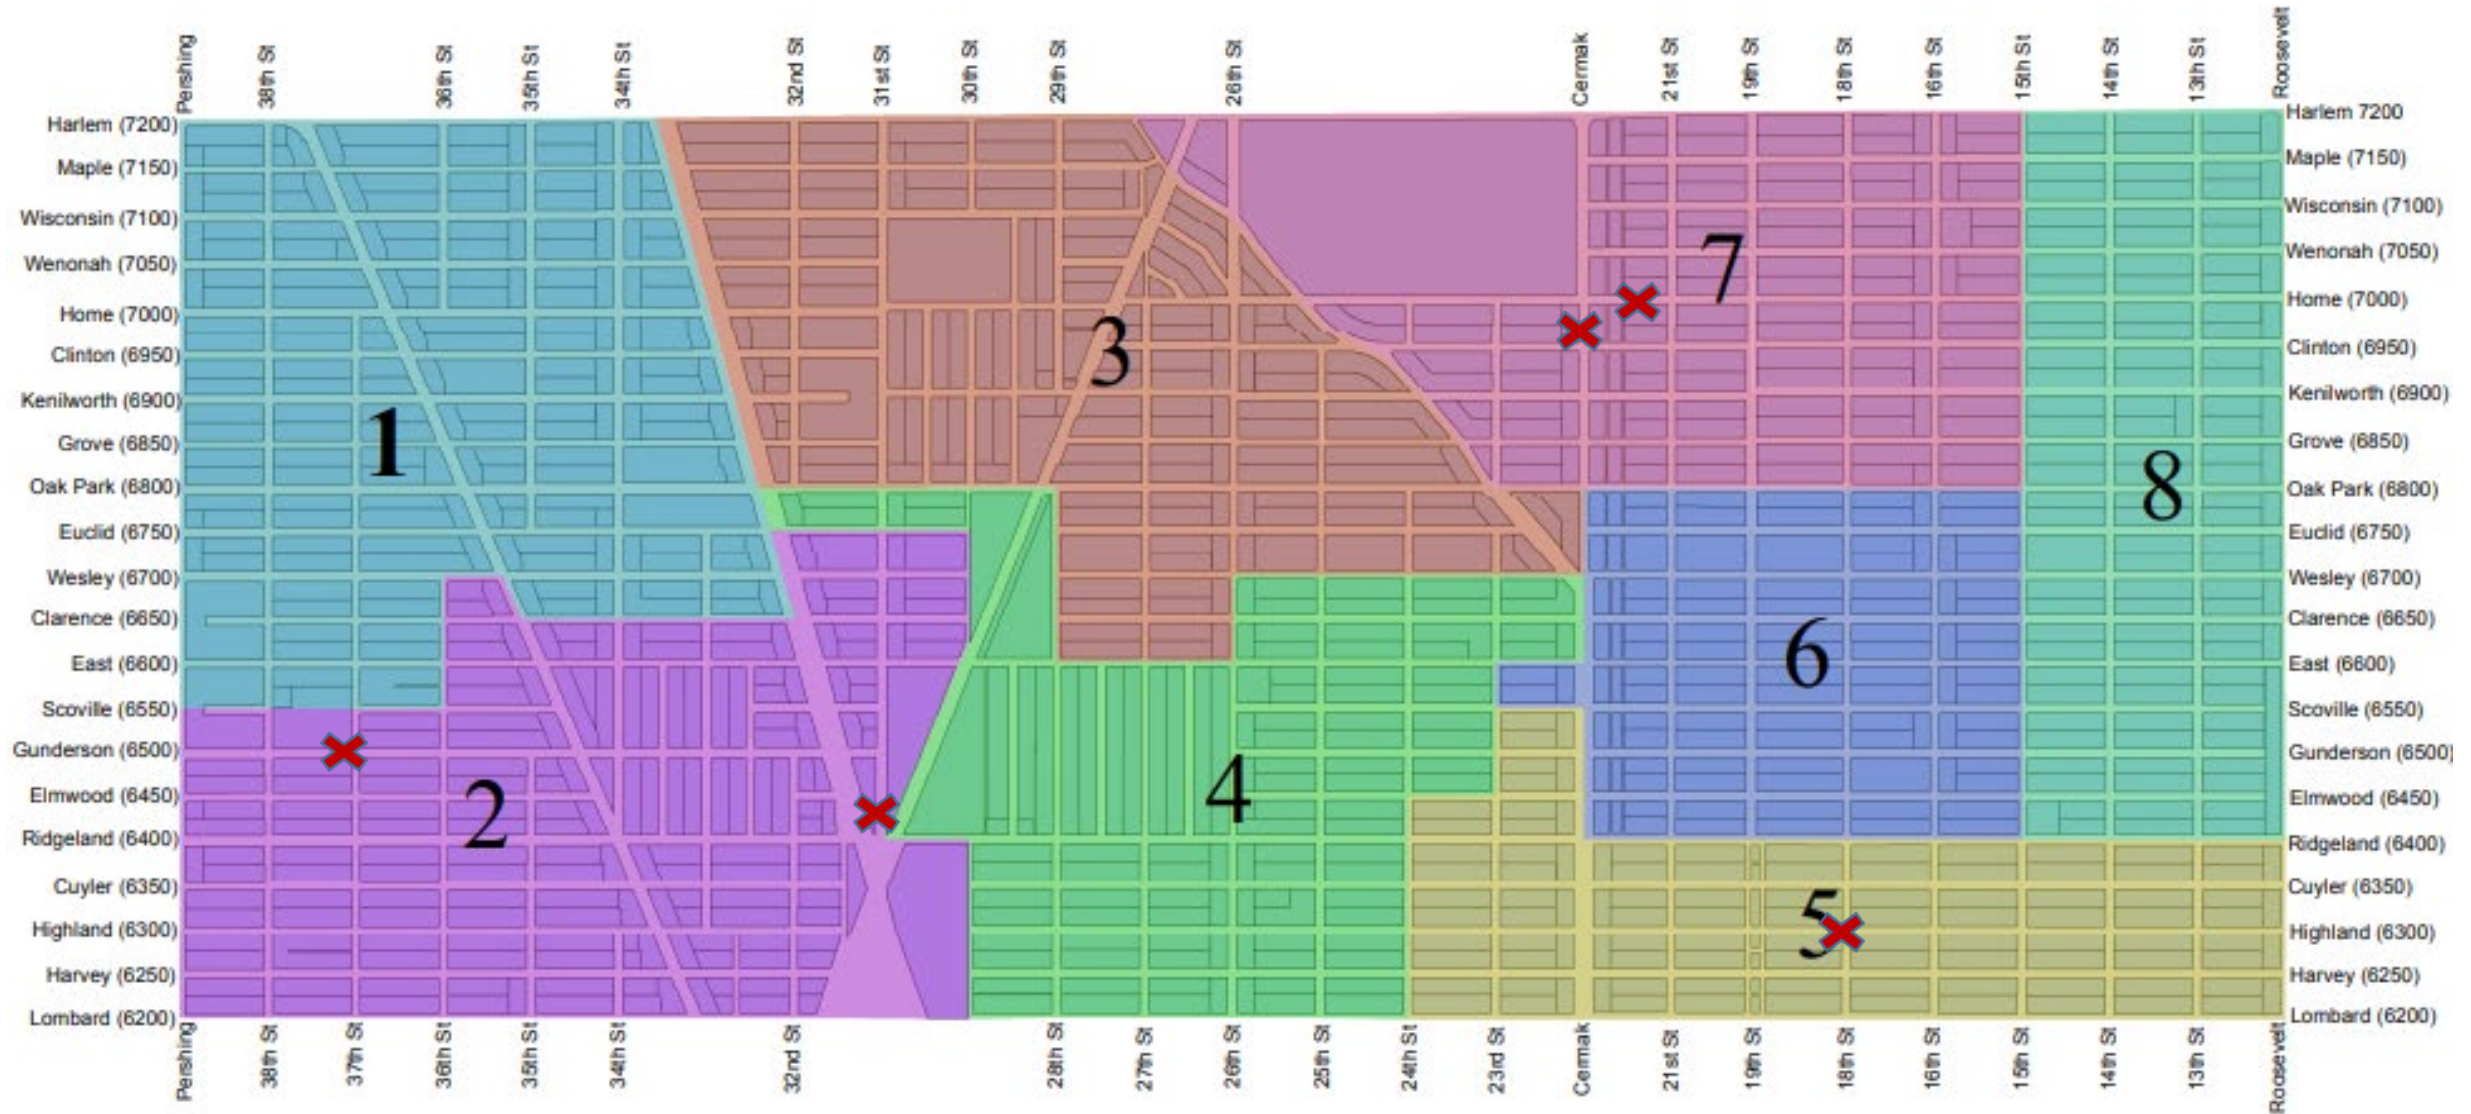 Pershing
38th St
36th St
35th St
34th St
32nd St
31st St
30th St
29th St
26th St
Cermak
21st St
19th St
18th St
16th St
15th St
14th St
13th St
Roosevelt
Harlem (7200)
Maple (7150)
Wisconsin (7100)
Wenonah (7050)
Home (7000)
Clinton (6950)
Kenilworth (6900)
Grove (6850)
Oak Park (6800)
Euclid (6750)
Wesley (6700)
Clarence (6650)
East (6600)
Scoville (6550)
Gunderson (6500)
Elmwood (6450)
Ridgeland (6400)
Cuyler (6350)
Highland (6300)
Harvey (6250)
Lombard (6200)
1
2
3
4
5
6
7
8
Harlem 7200
Maple (7150)
Wisconsin (7100)
Wenonah (7050)
Home (7000)
Clinton (6950)
Kenilworth (6900)
Grove (6850)
Oak Park (6800)
Euclid (6750)
Wesley (6700)
Clarence (6650)
East (6600)
Scoville (6550)
Gunderson (6500)
Elmwood (6450)
Ridgeland (6400)
Cuyler (6350)
Highland (6300)
Harvey (6250)
Lombard (6200)
Pershing
38th St
37th St
36th St
35th St
34th St
32nd St
28th St
27th St
26th St
25th St
24th St
23rd St
Cermak
21st St
19th St
18th St
16th St
15th St
14th St
13th St
Roosevelt